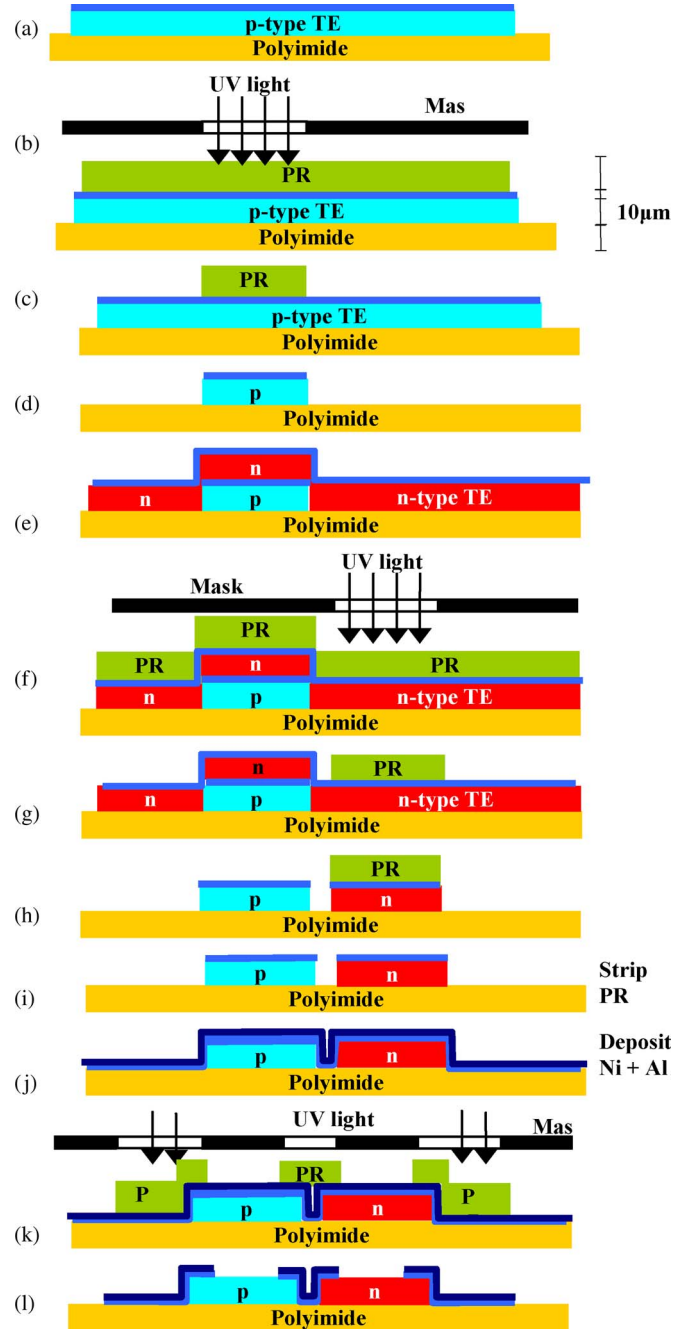 (a)
p-type TE
Polyimide
UV light
Mas
(b)
PR
p-type TE
10μm
Polyimide
(c)
PR
p-type TE
Polyimide
(d)
p
Polyimide
(e)
n
n p n-type TE
Polyimide
UV light
Mask
(f)
PR
PR n PR
n p n-type TE
Polyimide
(g)
n PR
n p n-type TE
Polyimide
(h)
PR
p n
Polyimide
(i)
p n
Strip
PR
Polyimide
(j)
p n
Deposit
Ni + Al
Polyimide
UV light
Mas
(k)
PR
P P
p n
Polyimide
(l)
p n
Polyimide